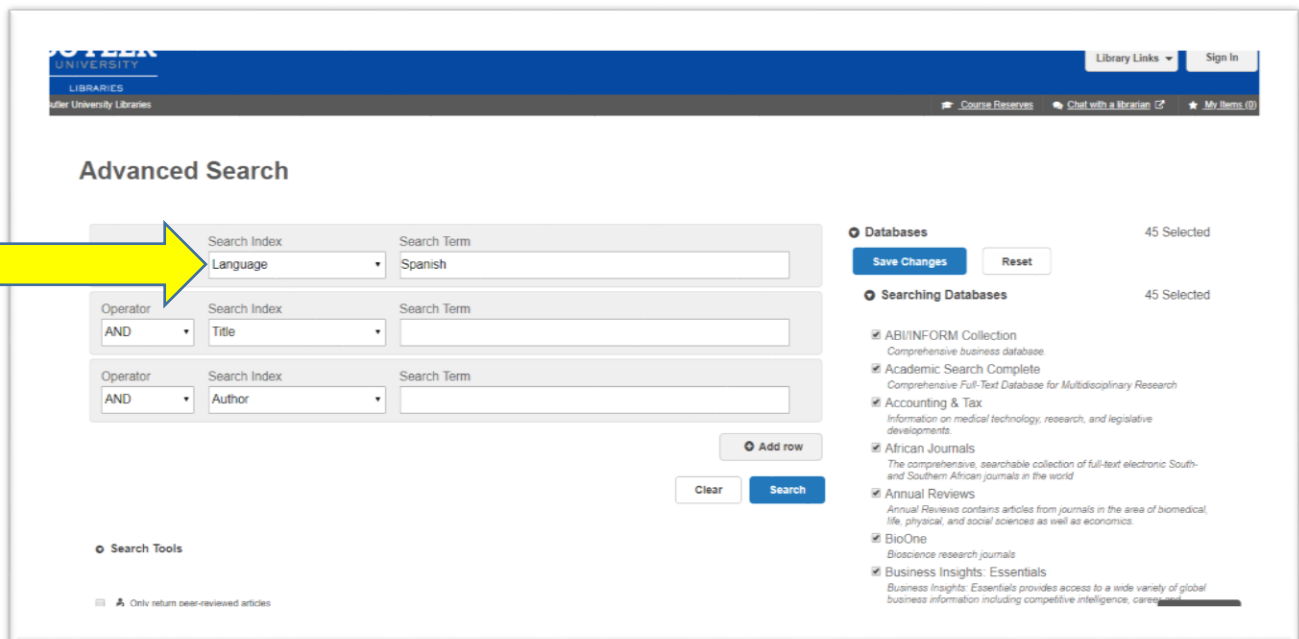 UNIVERSITY
LIBRARIES
Library Links
Sign In
University Libraries
Course Reserves
Chat with a librarian
My Items (0)
Advanced Search
Search Index
Search Term
Language
Spanish
Operator
Search Index
Search Term
AND
Title
Operator
Search Index
Search Term
AND
Author
Add row
Clear
Search
Search Tools
Only return peer-reviewed articles
Databases
45 Selected
Save Changes
Reset
Searching Databases
45 Selected
ABI/INFORM Collection
Comprehensive business database.
Academic Search Complete
Comprehensive Full-Text Database for Multidisciplinary Research
Accounting & Tax
Information on medical technology, research, and legislative
developments.
African Journals
The comprehensive, searchable collection of full-text electronic South-
and Southern African journals in the world
Annual Reviews
Annual Reviews contains articles from journals in the area of biomedical,
life, physical, and social sciences as well as economics.
BioOne
Bioscience research journals
Business Insights: Essentials
Business Insights: Essentials provides access to a wide variety of global
business information including competitive intelligence, career and